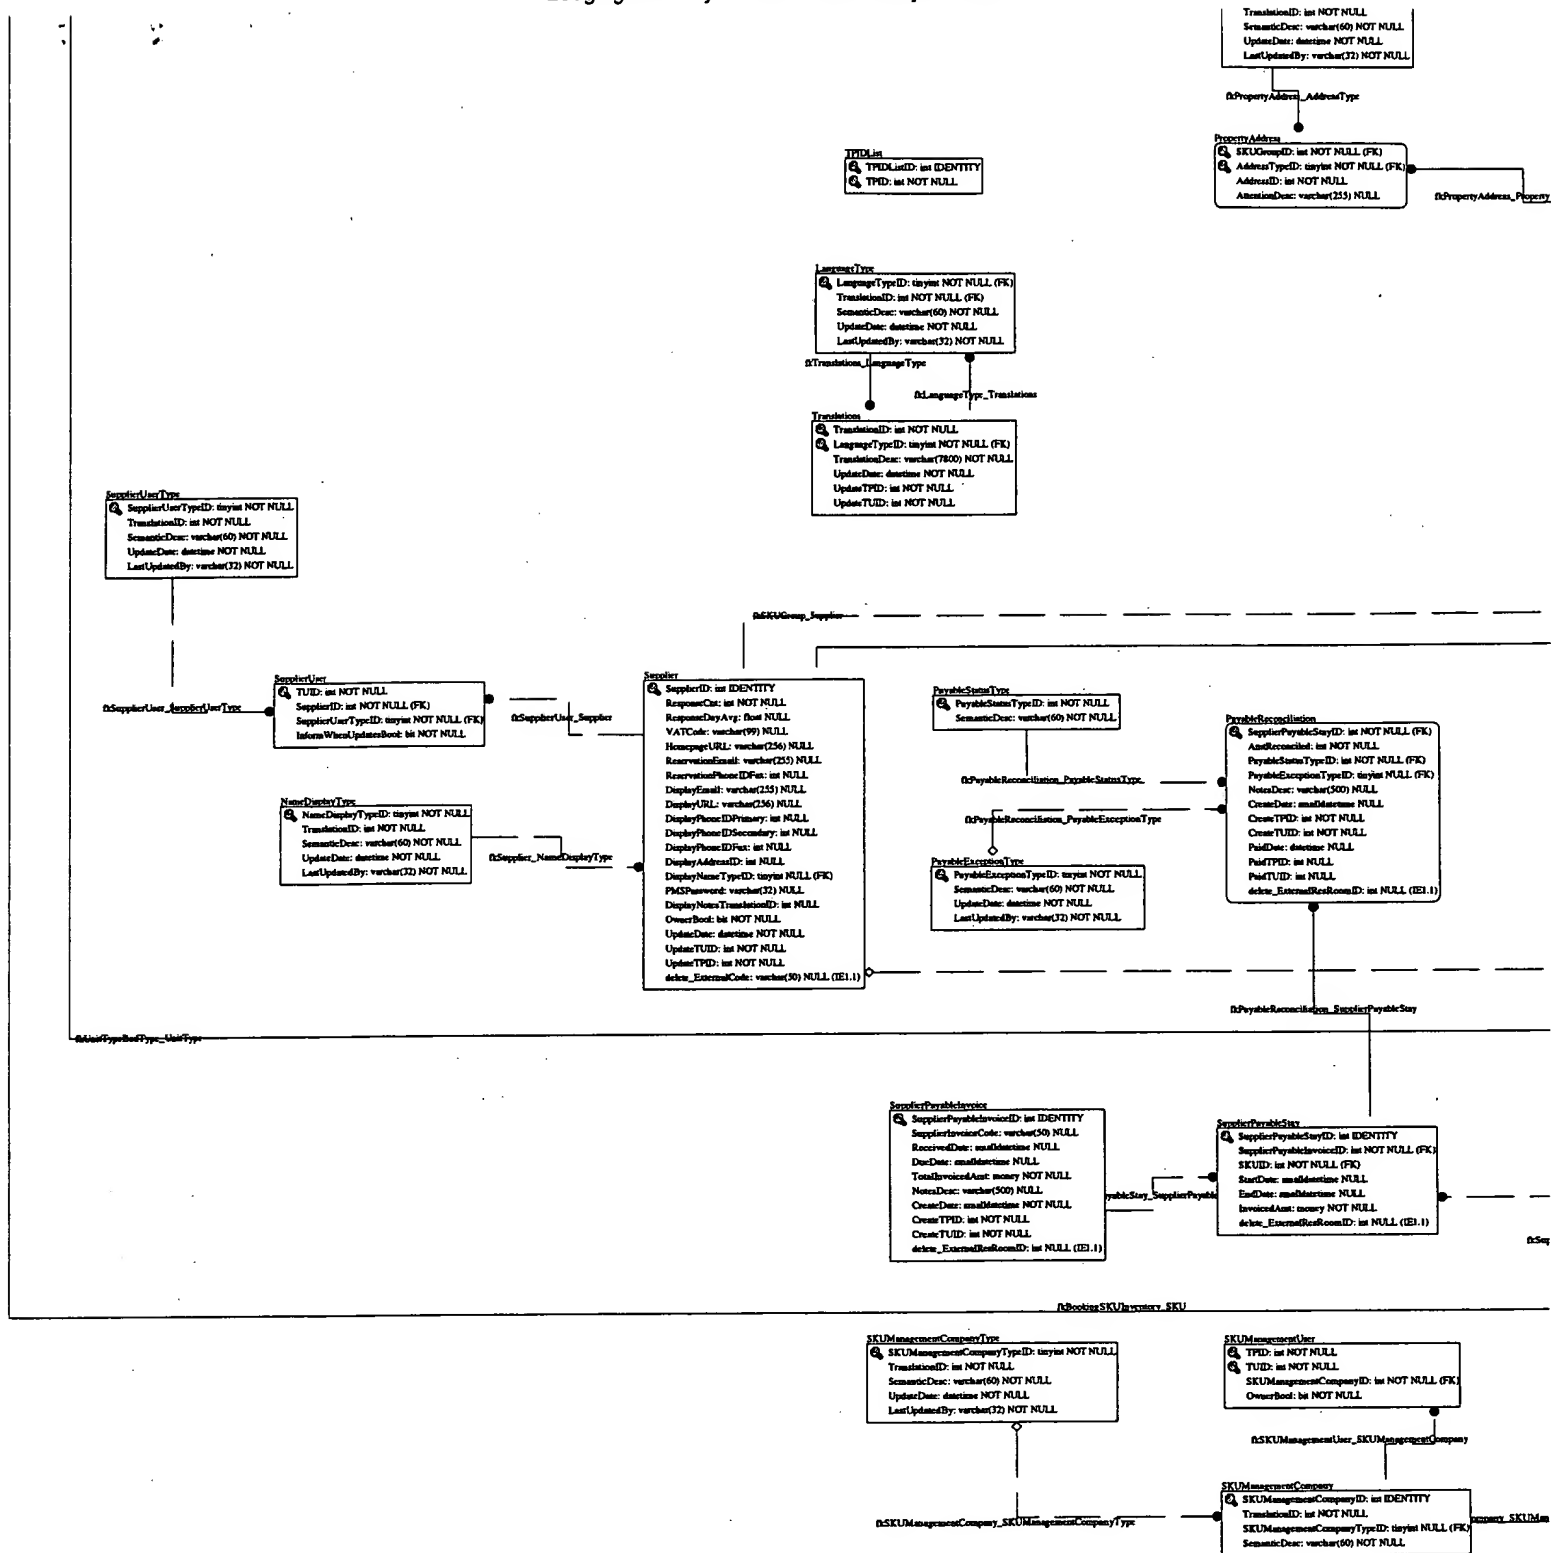 TranslationID: int NOT NULL
SemanticDesc: varchar(60) NOT NULL
UpdateDate: datetime NOT NULL
LastUpdatedBy: varchar(32) NOT NULL
fkPropertyAddress_AddressType
PropertyAddress
SKUGroupID: int NOT NULL (FK)
AddressTypeID: tinyint NOT NULL (FK)
AddressID: int NOT NULL
AttentionDesc: varchar(255) NULL
fkPropertyAddress_Property
TPIDList
TPIDListID: int IDENTITY
TPID: int NOT NULL
LanguageType
LanguageTypeID: tinyint NOT NULL (FK)
TranslationID: int NOT NULL (FK)
SemanticDesc: varchar(60) NOT NULL
UpdateDate: datetime NOT NULL
LastUpdatedBy: varchar(32) NOT NULL
fkTranslations_LanguageType
fkLanguageType_Translations
Translations
TranslationID: int NOT NULL
LanguageTypeID: tinyint NOT NULL (FK)
TranslationDesc: varchar(7800) NOT NULL
UpdateDate: datetime NOT NULL
UpdateTPID: int NOT NULL
UpdateTUID: int NOT NULL
SupplierUserType
SupplierUserTypeID: tinyint NOT NULL
TranslationID: int NOT NULL
SemanticDesc: varchar(60) NOT NULL
UpdateDate: datetime NOT NULL
LastUpdatedBy: varchar(32) NOT NULL
fkSKUGroup_Supplier
SupplierUser
TUID: int NOT NULL
SupplierID: int NOT NULL (FK)
SupplierUserTypeID: tinyint NOT NULL (FK)
InformWhenUpdatesBool: bit NOT NULL
fkSupplierUser_SupplierUserType
fkSupplierUser_Supplier
NameDisplayType
NameDisplayTypeID: tinyint NOT NULL
TranslationID: int NOT NULL
SemanticDesc: varchar(60) NOT NULL
UpdateDate: datetime NOT NULL
LastUpdatedBy: varchar(32) NOT NULL
fkSupplier_NameDisplayType
Supplier
SupplierID: int IDENTITY
ResponseCnt: int NOT NULL
ResponseDayAvg: float NOT NULL
VATCode: varchar(99) NULL
HomepageURL: varchar(256) NULL
ReservationEmail: varchar(255) NULL
ReservationPhoneIDFax: int NULL
DisplayEmail: varchar(255) NULL
DisplayURL: varchar(256) NULL
DisplayPhoneIDPrimary: int NULL
DisplayPhoneIDSecondary: int NULL
DisplayPhoneIDFax: int NULL
DisplayAddressID: int NULL
DisplayNameTypeID: tinyint NULL (FK)
PMSPassword: varchar(32) NULL
DisplayNotesTranslationID: int NULL
OwnerBool: bit NOT NULL
UpdateDate: datetime NOT NULL
UpdateTUID: int NOT NULL
UpdateTPID: int NOT NULL
delete_ExternalCode: varchar(50) NULL (IE1.1)
PayableStatusType
PayableStatusTypeID: int NOT NULL
SemanticDesc: varchar(60) NOT NULL
fkPayableReconciliation_PayableStatusType
fkPayableReconciliation_PayableExceptionType
PayableExceptionType
PayableExceptionTypeID: tinyint NOT NULL
SemanticDesc: varchar(60) NOT NULL
UpdateDate: datetime NOT NULL
LastUpdatedBy: varchar(32) NOT NULL
PayableReconciliation
SupplierPayableStayID: int NOT NULL (FK)
AmtReconciled: int NOT NULL
PayableStatusTypeID: int NOT NULL (FK)
PayableExceptionTypeID: tinyint NULL (FK)
NotesDesc: varchar(500) NULL
CreateDate: smalldatetime NULL
CreateTPID: int NOT NULL
CreateTUID: int NOT NULL
PaidDate: datetime NULL
PaidTPID: int NULL
PaidTUID: int NULL
delete_ExternalResRoomID: int NULL (IE1.1)
fkPayableReconciliation_SupplierPayableStay
fkUnitTypeBedType_UnitType
SupplierPayableInvoice
SupplierPayableInvoiceID: int IDENTITY
SupplierInvoiceCode: varchar(50) NULL
ReceivedDate: smalldatetime NULL
DueDate: smalldatetime NULL
TotalInvoicedAmt: money NOT NULL
NotesDesc: varchar(500) NULL
CreateDate: smalldatetime NOT NULL
CreateTPID: int NOT NULL
CreateTUID: int NOT NULL
delete_ExternalResRoomID: int NULL (IE1.1)
yableStay_SupplierPayable
SupplierPayableStay
SupplierPayableStayID: int IDENTITY
SupplierPayableInvoiceID: int NOT NULL (FK)
SKUID: int NOT NULL (FK)
StartDate: smalldatetime NULL
EndDate: smalldatetime NULL
InvoicedAmt: money NOT NULL
delete_ExternalResRoomID: int NULL (IE1.1)
fkSup
fkBookingSKUInventory_SKU
SKUManagementCompanyType
SKUManagementCompanyTypeID: tinyint NOT NULL
TranslationID: int NOT NULL
SemanticDesc: varchar(60) NOT NULL
UpdateDate: datetime NOT NULL
LastUpdatedBy: varchar(32) NOT NULL
SKUManagementUser
TPID: int NOT NULL
TUID: int NOT NULL
SKUManagementCompanyID: int NOT NULL (FK)
OwnerBool: bit NOT NULL
fkSKUManagementUser_SKUManagementCompany
fkSKUManagementCompany_SKUManagementCompanyType
SKUManagementCompany
SKUManagementCompanyID: int IDENTITY
TranslationID: int NOT NULL
SKUManagementCompanyTypeID: tinyint NULL (FK)
SemanticDesc: varchar(60) NOT NULL
ompany_SKUMan